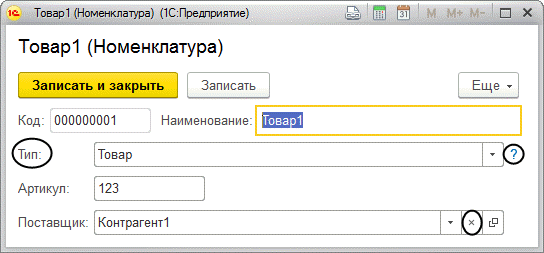 Товар1 (Номенклатура) (1С:Предприятие) M M+ M-
Товар1 (Номенклатура)
Записать и закрыть Записать Еще
Код: 000000001 Наименование: Товар1
Тип: Товар ?
Артикул: 123
Поставщик: Контрагент1